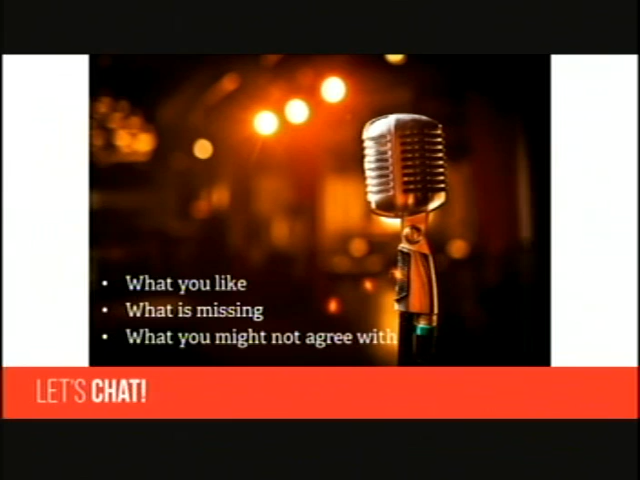 • What you like
• What is missing
• What you might not agree with
LET'S CHAT!